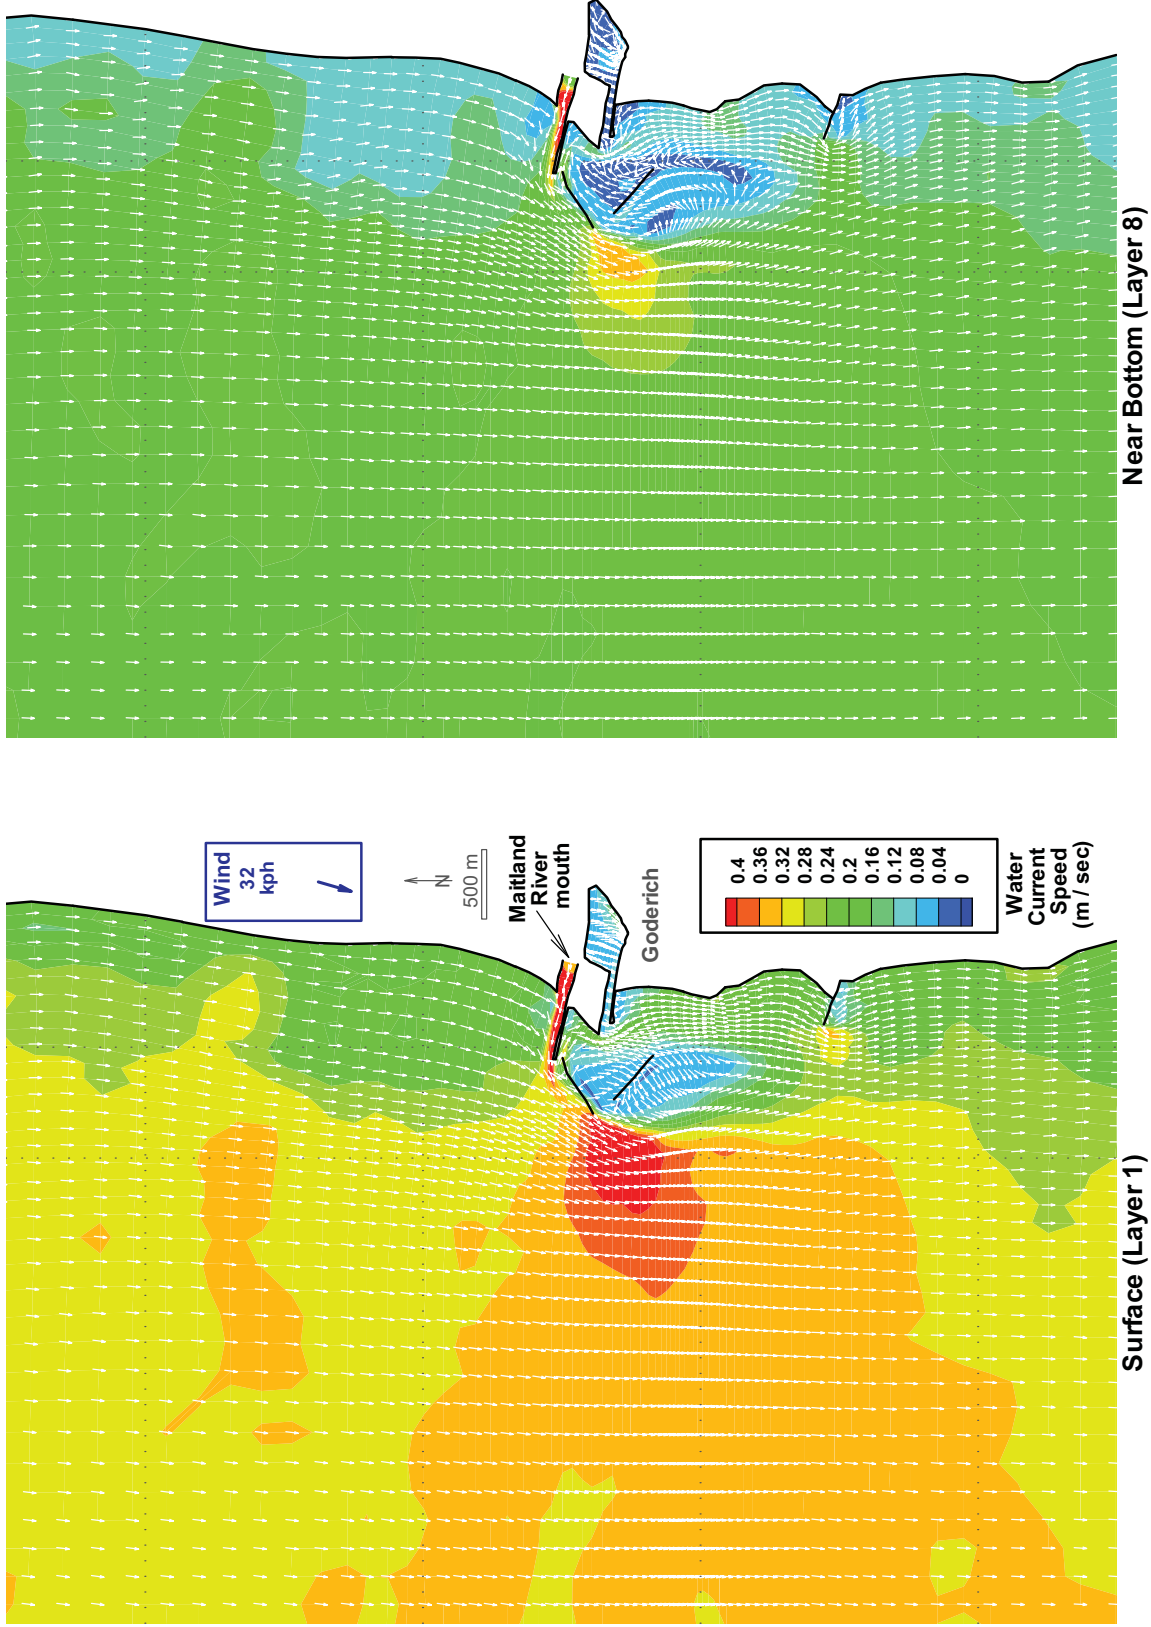 Near Bottom (Layer 8)
Wind
32
kph
N
500 m
Maitland
River
mouth
Goderich
0.4
0.36
0.32
0.28
0.24
0.2
0.16
0.12
0.08
0.04
0
Water
Current
Speed
(m / sec)
Surface (Layer 1)